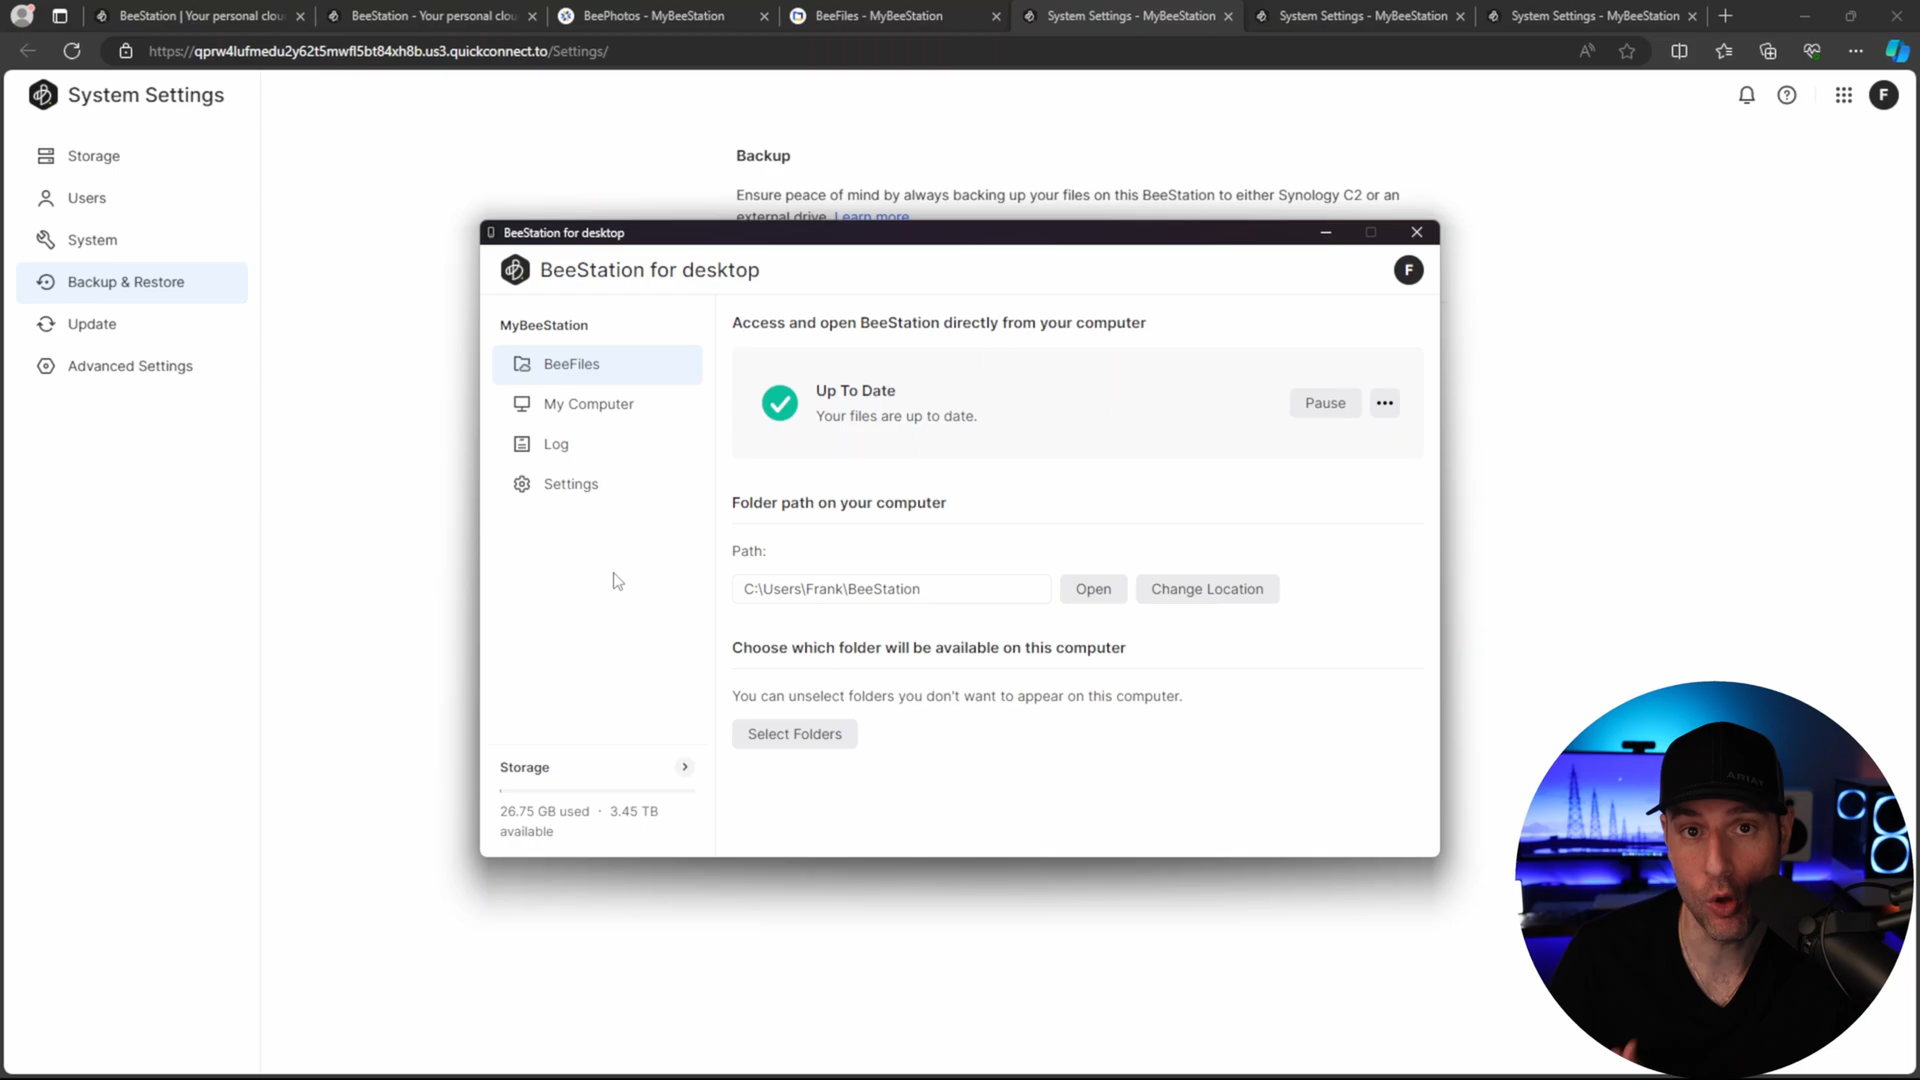 BeeStation | Your personal clou
BeeStation - Your personal clou
BeePhotos - MyBeeStation
BeeFiles - MyBeeStation
System Settings - MyBeeStation
System Settings - MyBeeStation
System Settings - MyBeeStation
https://qprw4lufmedu2y62t5mwfl5bt84xh8b.us3.quickconnect.to/Settings/
System Settings
F
Storage
Users
System
Backup & Restore
Update
Advanced Settings
Backup
Ensure peace of mind by always backing up your files on this BeeStation to either Synology C2 or an
external drive. Learn more
BeeStation for desktop
BeeStation for desktop
F
MyBeeStation
BeeFiles
My Computer
Log
Settings
Storage
26.75 GB used · 3.45 TB
available
Access and open BeeStation directly from your computer
Up To Date
Your files are up to date.
Pause
Folder path on your computer
Path:
C:\Users\Frank\BeeStation
Open
Change Location
Choose which folder will be available on this computer
You can unselect folders you don't want to appear on this computer.
Select Folders
ARIAT